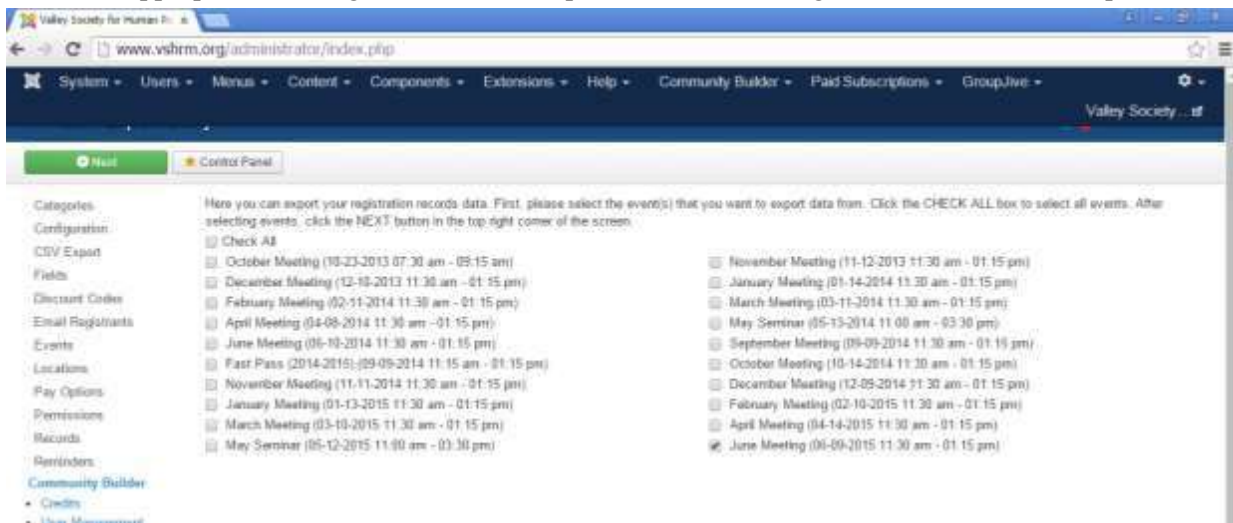 Valley Society for Human R
www.vshrm.org/administrator/index.php
System Users Menus Content Components Extensions Help Community Builder Paid Subscriptions GroupJive
Valley Society...
Next Control Panel
Categories
Configuration
CSV Export
Fields
Discount Codes
Email Registrants
Events
Locations
Pay Options
Permissions
Records
Reminders
Community Builder
• Credits
• User Management
Here you can export your registration records data. First, please select the event(s) that you want to export data from. Click the CHECK ALL box to select all events. After
selecting events, click the NEXT button in the top right corner of the screen.
Check All
October Meeting (10-23-2013 07:30 am - 09:15 am)
December Meeting (12-10-2013 11:30 am - 01:15 pm)
February Meeting (02-11-2014 11:30 am - 01:15 pm)
April Meeting (04-08-2014 11:30 am - 01:15 pm)
June Meeting (06-10-2014 11:30 am - 01:15 pm)
Fast Pass (2014-2015) (09-09-2014 11:15 am - 01:15 pm)
November Meeting (11-11-2014 11:30 am - 01:15 pm)
January Meeting (01-13-2015 11:30 am - 01:15 pm)
March Meeting (03-10-2015 11:30 am - 01:15 pm)
May Seminar (05-12-2015 11:00 am - 03:30 pm)
November Meeting (11-12-2013 11:30 am - 01:15 pm)
January Meeting (01-14-2014 11:30 am - 01:15 pm)
March Meeting (03-11-2014 11:30 am - 01:15 pm)
May Seminar (05-13-2014 11:00 am - 03:30 pm)
September Meeting (09-09-2014 11:30 am - 01:15 pm)
October Meeting (10-14-2014 11:30 am - 01:15 pm)
December Meeting (12-09-2014 11:30 am - 01:15 pm)
February Meeting (02-10-2015 11:30 am - 01:15 pm)
April Meeting (04-14-2015 11:30 am - 01:15 pm)
June Meeting (06-09-2015 11:30 am - 01:15 pm)